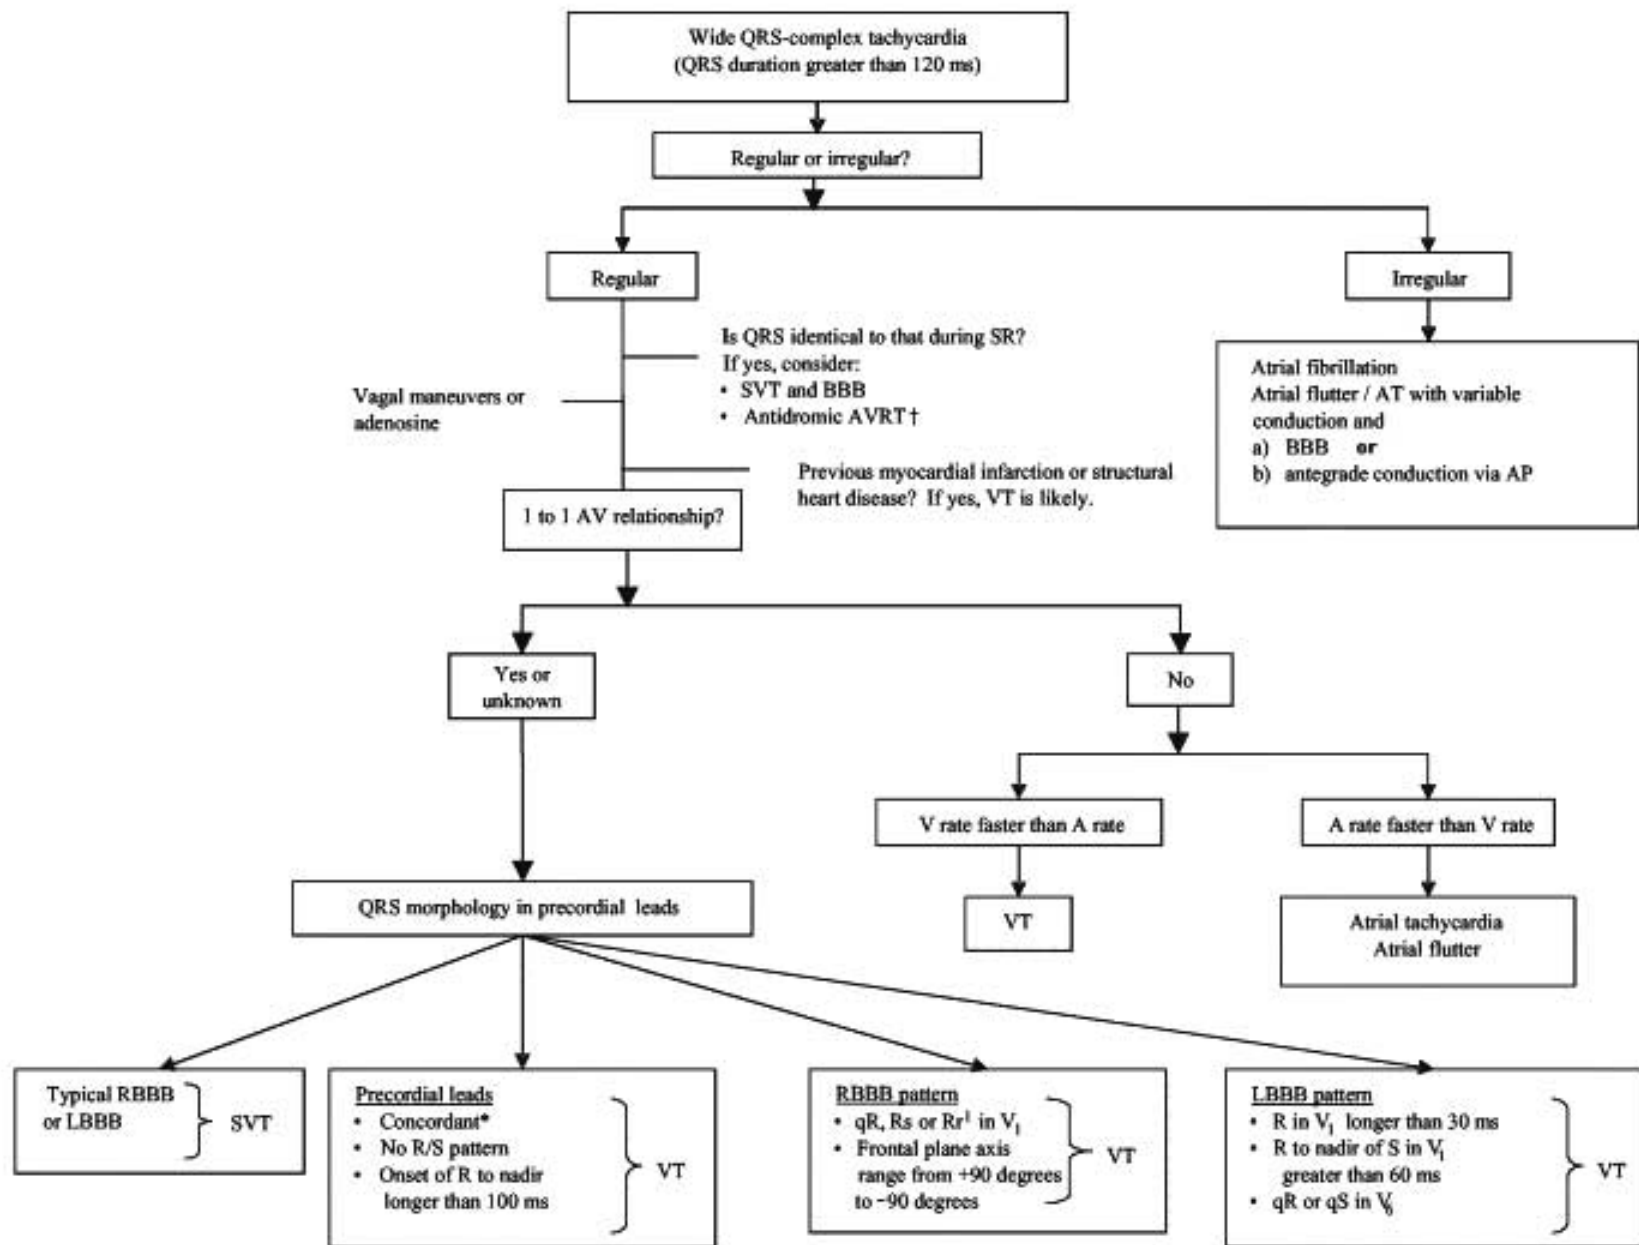 Wide QRS-complex tachycardia
(QRS duration greater than 120 ms)
Regular or irregular?
Regular
Irregular
Is QRS identical to that during SR?
If yes, consider:
• SVT and BBB
• Antidromic AVRT †
Vagal maneuvers or
adenosine
Previous myocardial infarction or structural
heart disease? If yes, VT is likely.
Atrial fibrillation
Atrial flutter / AT with variable
conduction and
a) BBB or
b) antegrade conduction via AP
1 to 1 AV relationship?
Yes or
unknown
No
V rate faster than A rate
A rate faster than V rate
QRS morphology in precordial leads
VT
Atrial tachycardia
Atrial flutter
Typical RBBB
or LBBB
SVT
Precordial leads
• Concordant*
• No R/S pattern
• Onset of R to nadir
longer than 100 ms
VT
RBBB pattern
• qR, Rs or Rr¹ in V₁
• Frontal plane axis
range from +90 degrees
to −90 degrees
VT
LBBB pattern
• R in V₁ longer than 30 ms
• R to nadir of S in V₁
greater than 60 ms
• qR or qS in V₆
VT